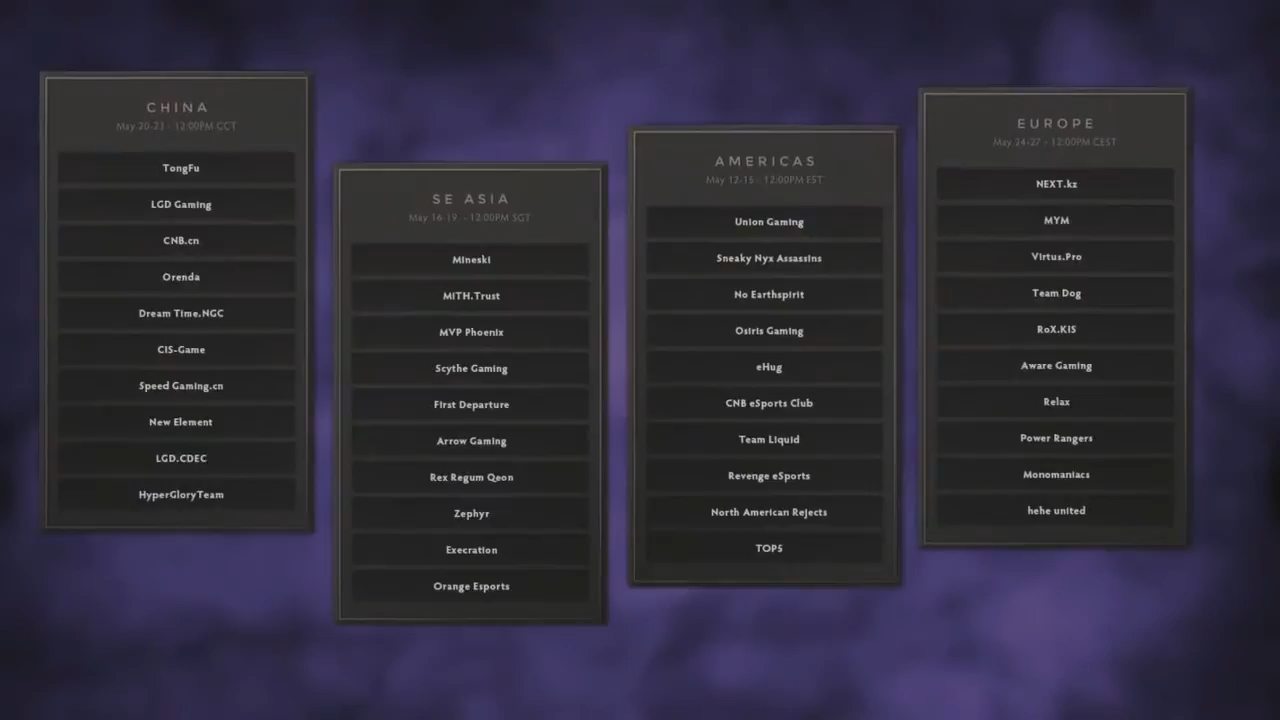 CHINA
May 20-23 - 12:00PM CCT
TongFu
LGD Gaming
CNB.cn
Orenda
Dream Time.NGC
CIS-Game
Speed Gaming.cn
New Element
LGD.CDEC
HyperGloryTeam
SE ASIA
May 16-19 - 12:00PM SGT
Mineski
MiTH.Trust
MVP Phoenix
Scythe Gaming
First Departure
Arrow Gaming
Rex Regum Qeon
Zephyr
Execration
Orange Esports
AMERICAS
May 12-15 - 12:00PM EST
Union Gaming
Sneaky Nyx Assassins
No Earthspirit
Osiris Gaming
eHug
CNB eSports Club
Team Liquid
Revenge eSports
North American Rejects
TOP5
EUROPE
May 24-27 - 12:00PM CEST
NEXT.kz
MYM
Virtus.Pro
Team Dog
RoX.KIS
Aware Gaming
Relax
Power Rangers
Monomaniacs
hehe united